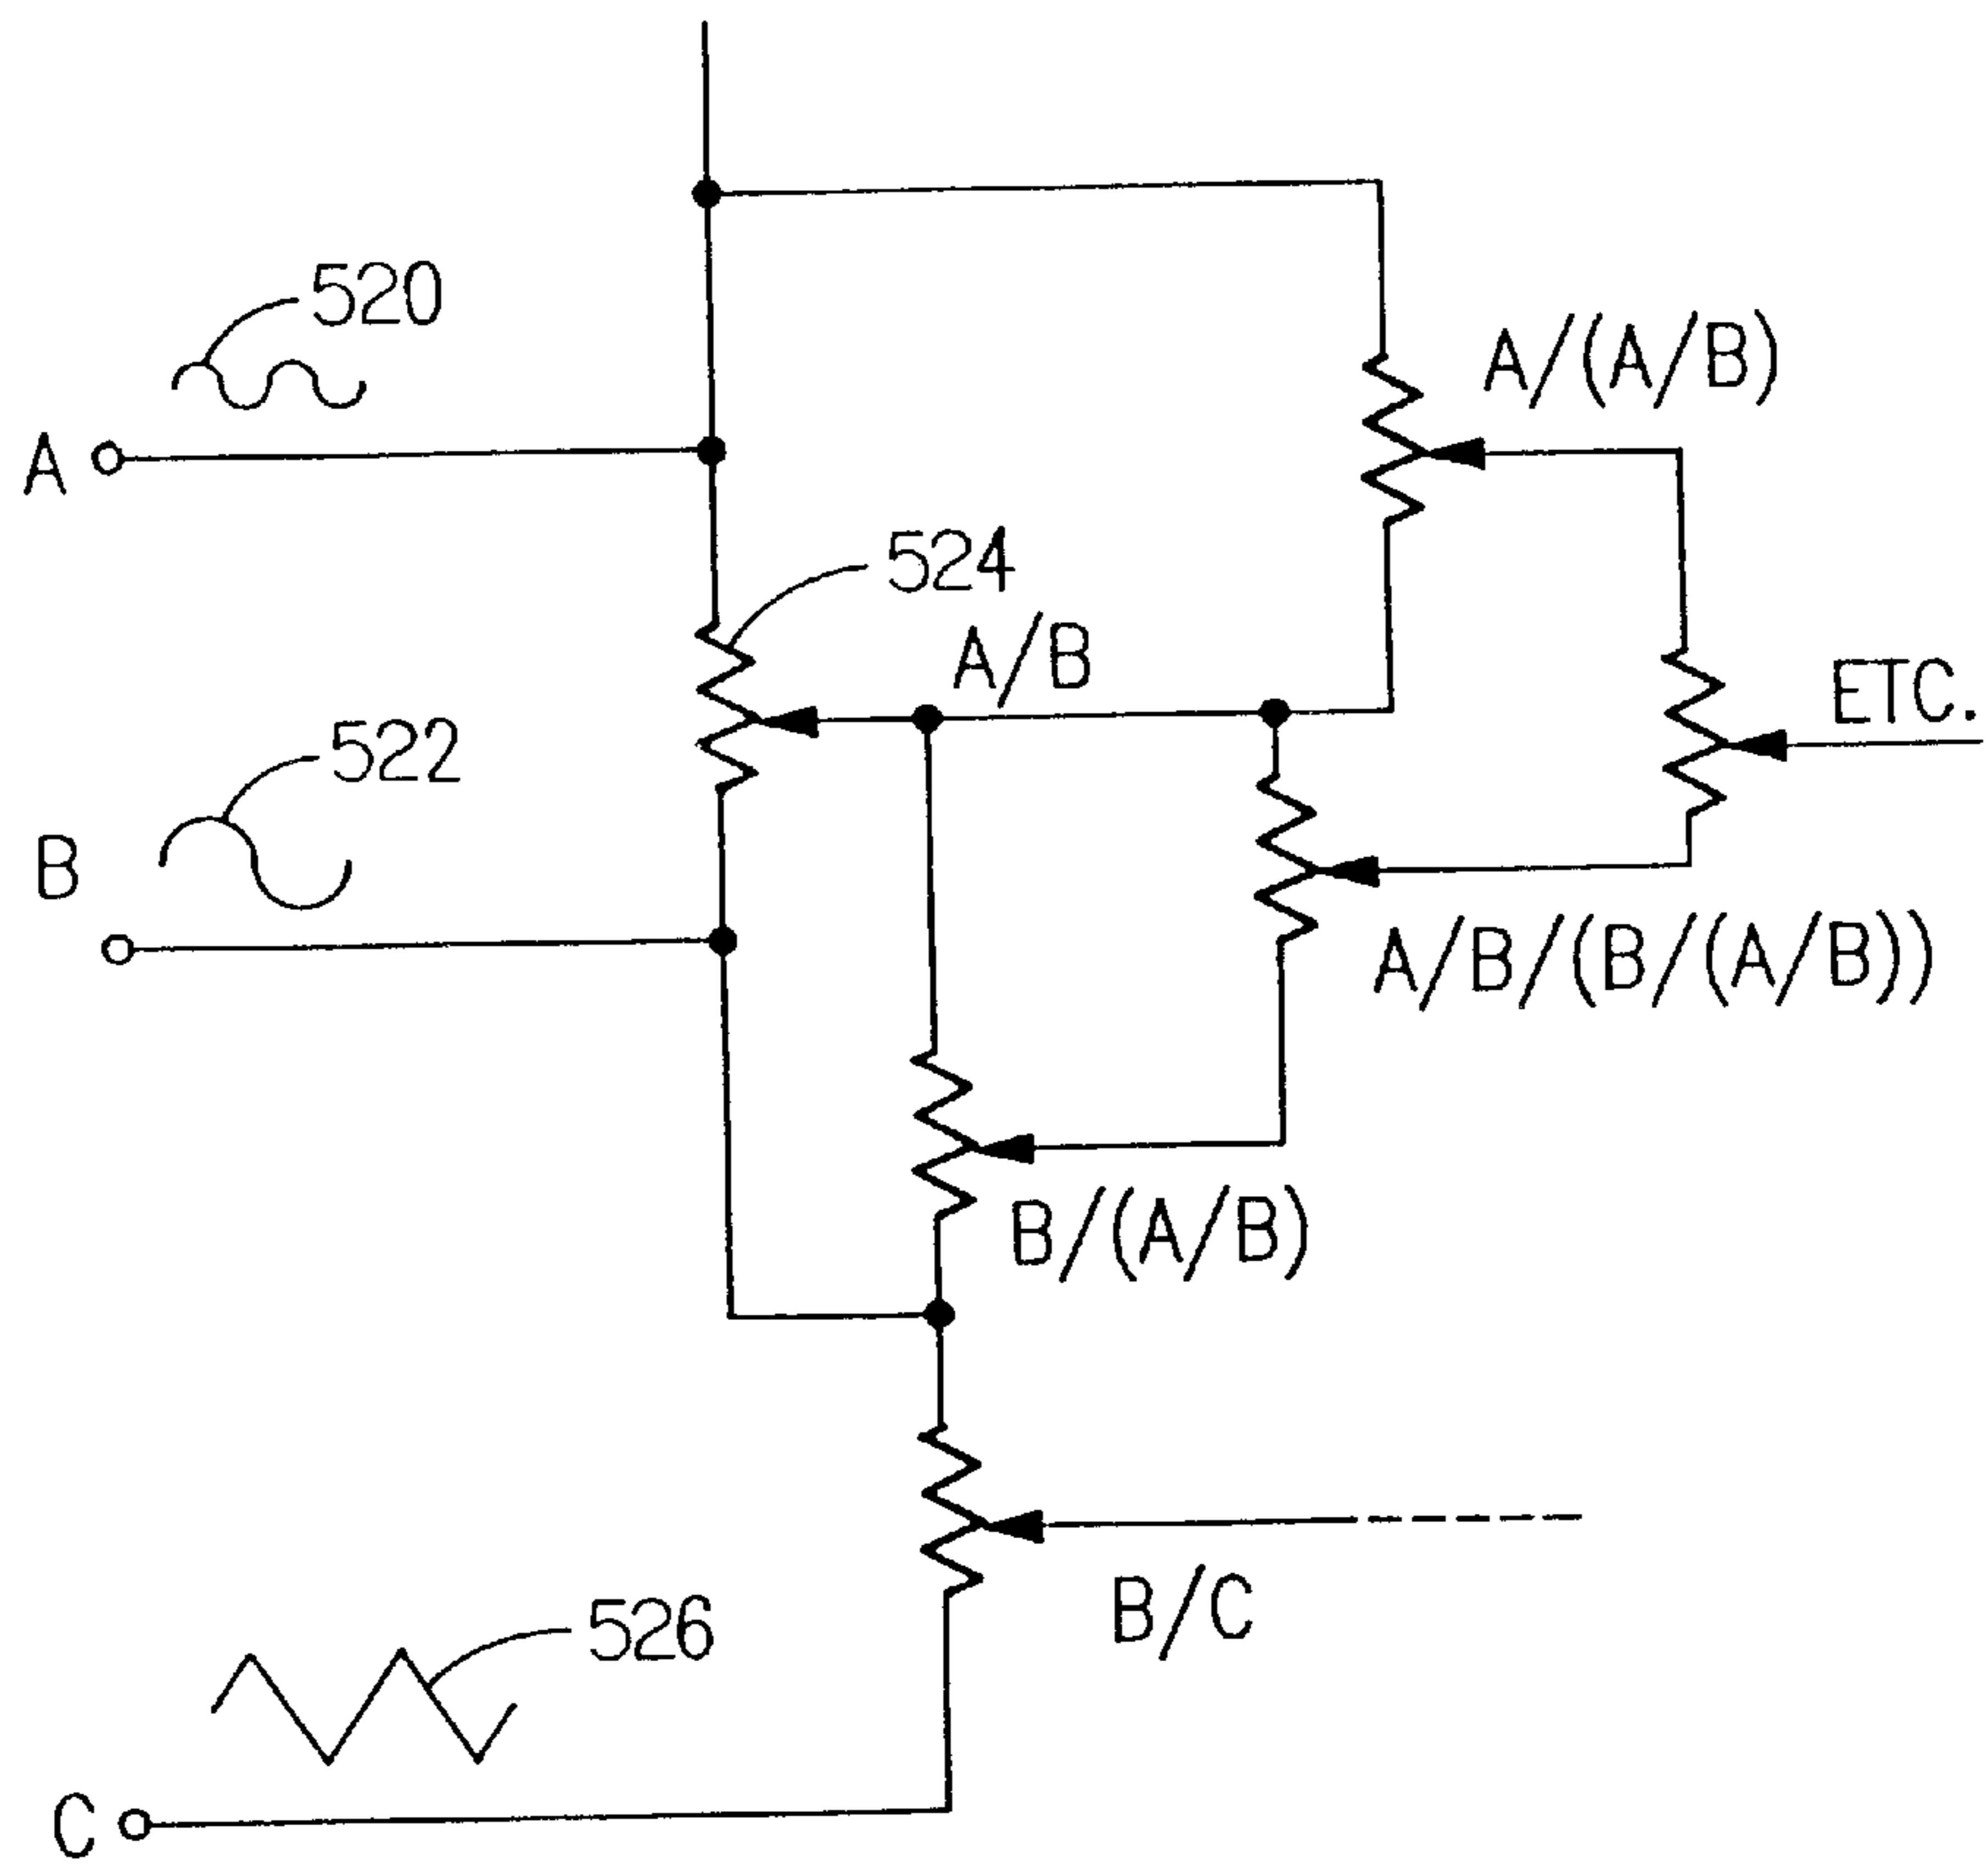 520
A/(A/B)
A
524
A/B
ETC.
522
B
A/B/(B/(A/B))
B/(A/B)
B/C
526
C